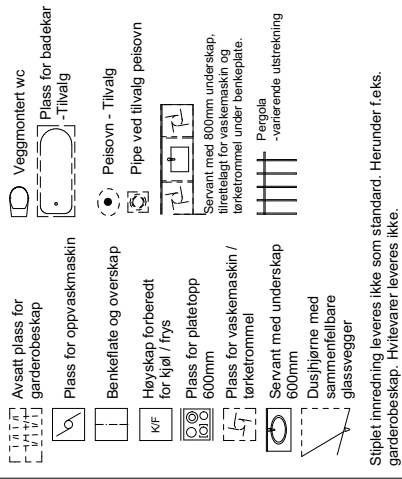 Avsatt plass for
garderobeskap
Plass for oppvaskmaskin
Benkeflate og overskap
K/F
Høyskap forberedt
for kjøl / frys
Plass for platetopp
600mm
Plass for vaskemaskin /
tørketrommel
Servant med underskap
600mm
Dusjhjørne med
sammenfellbare
glassvegger
Veggmontert wc
Plass for badekar
-Tilvalg
Peisovn - Tilvalg
Pipe ved tilvalg peisovn
Servant med 800mm underskap,
tilrettelagt for vaskemaskin og
tørketrommel under benkeplate.
Pergola
-varierende utstrekning
Stiplet innredning leveres ikke som standard. Herunder f.eks.
garderobeskap. Hvitevarer leveres ikke.